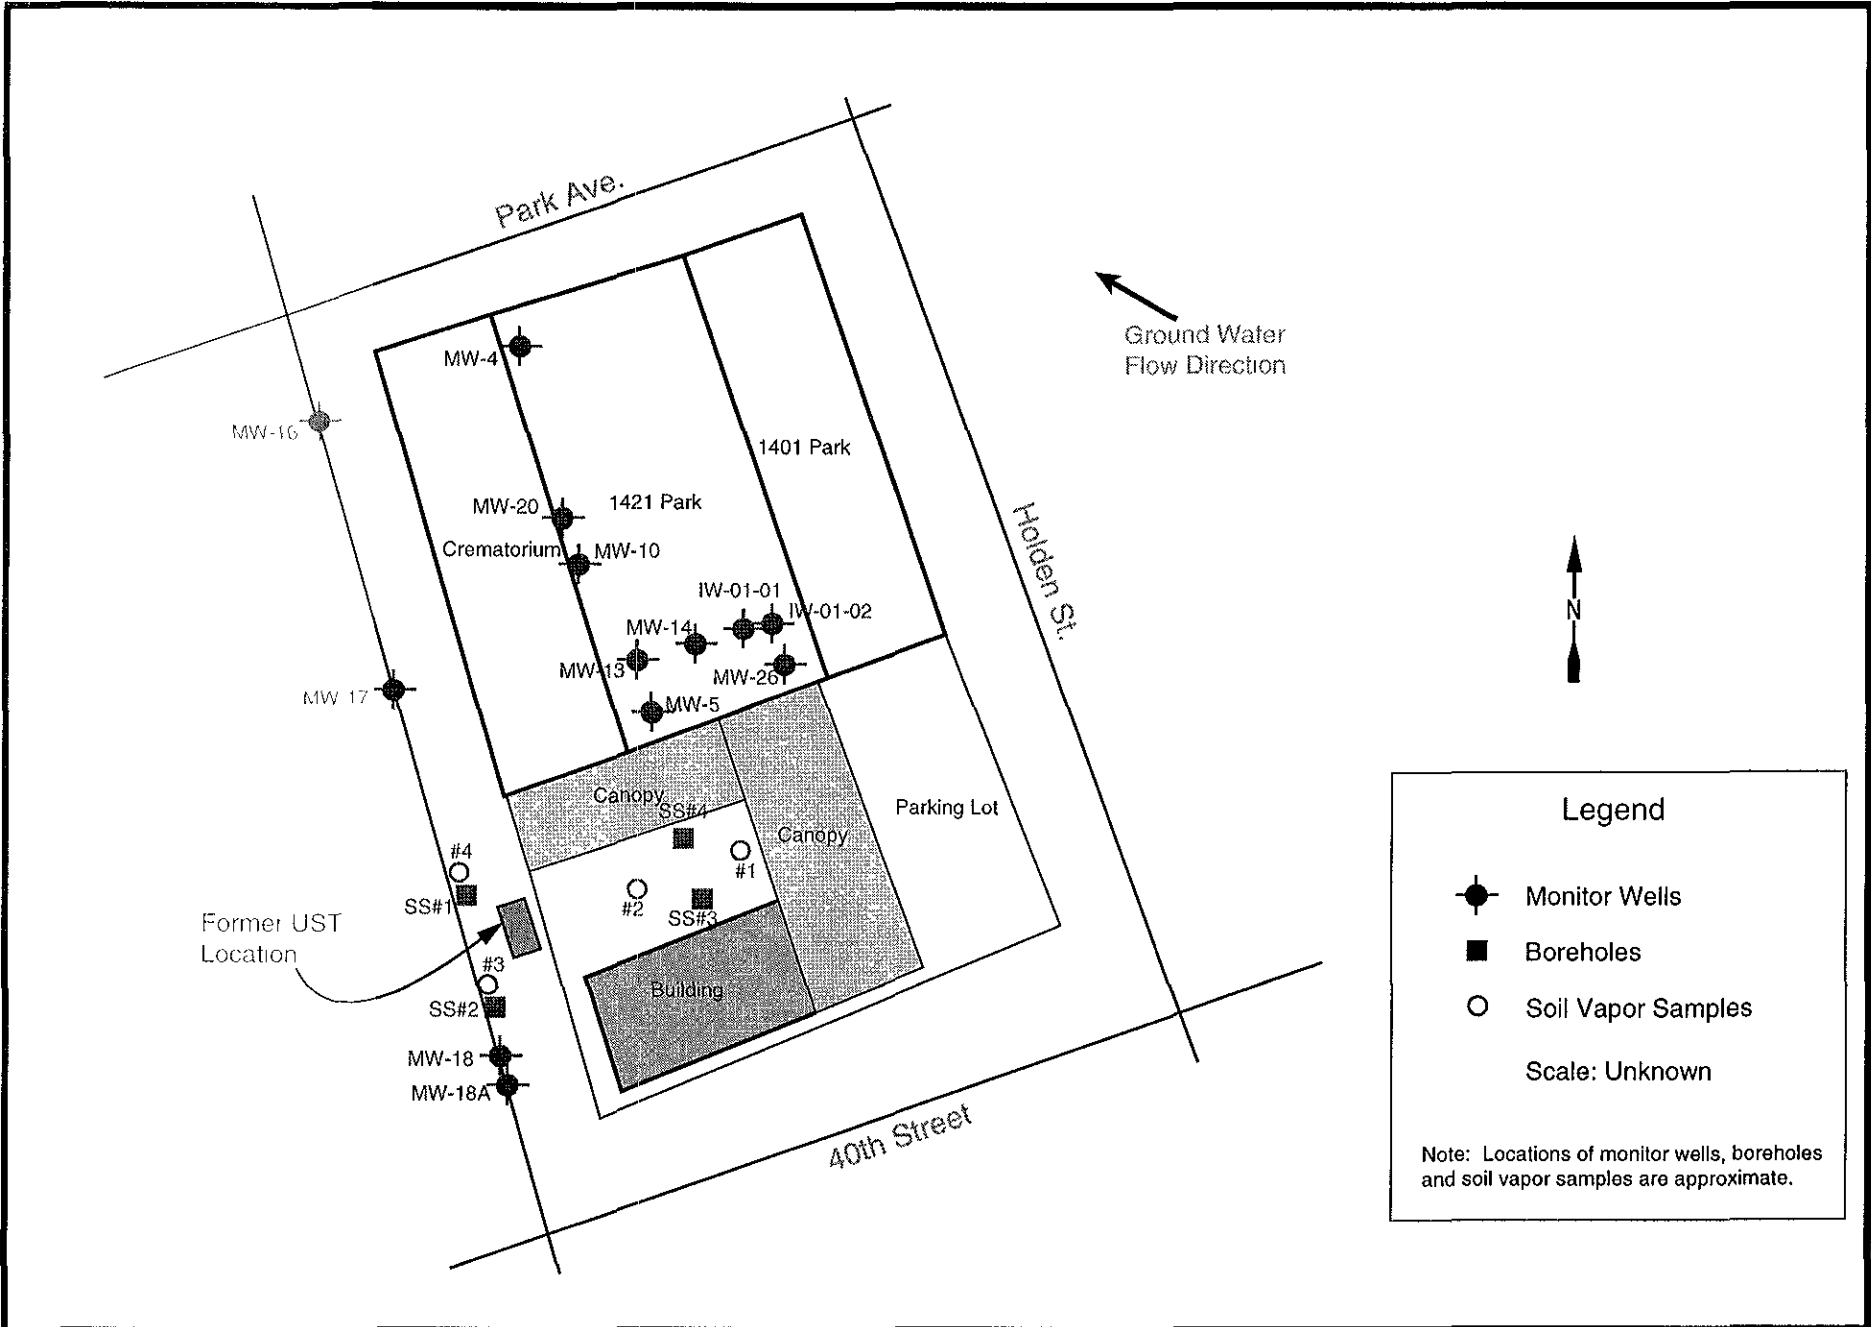 Park Ave.
Ground Water
Flow Direction
MW-4
MW-16
1401 Park
MW-20
1421 Park
Crematorium
MW-10
Holden St.
IW-01-01
IW-01-02
MW-14
MW-13
MW-26
MW-17
MW-5
N
Canopy
SS#4
Canopy
Parking Lot
#4
#1
SS#1
#2
SS#3
Former UST
Location
#3
Building
SS#2
MW-18
MW-18A
40th Street
Legend
Monitor Wells
Boreholes
Soil Vapor Samples
Scale: Unknown
Note: Locations of monitor wells, boreholes
and soil vapor samples are approximate.